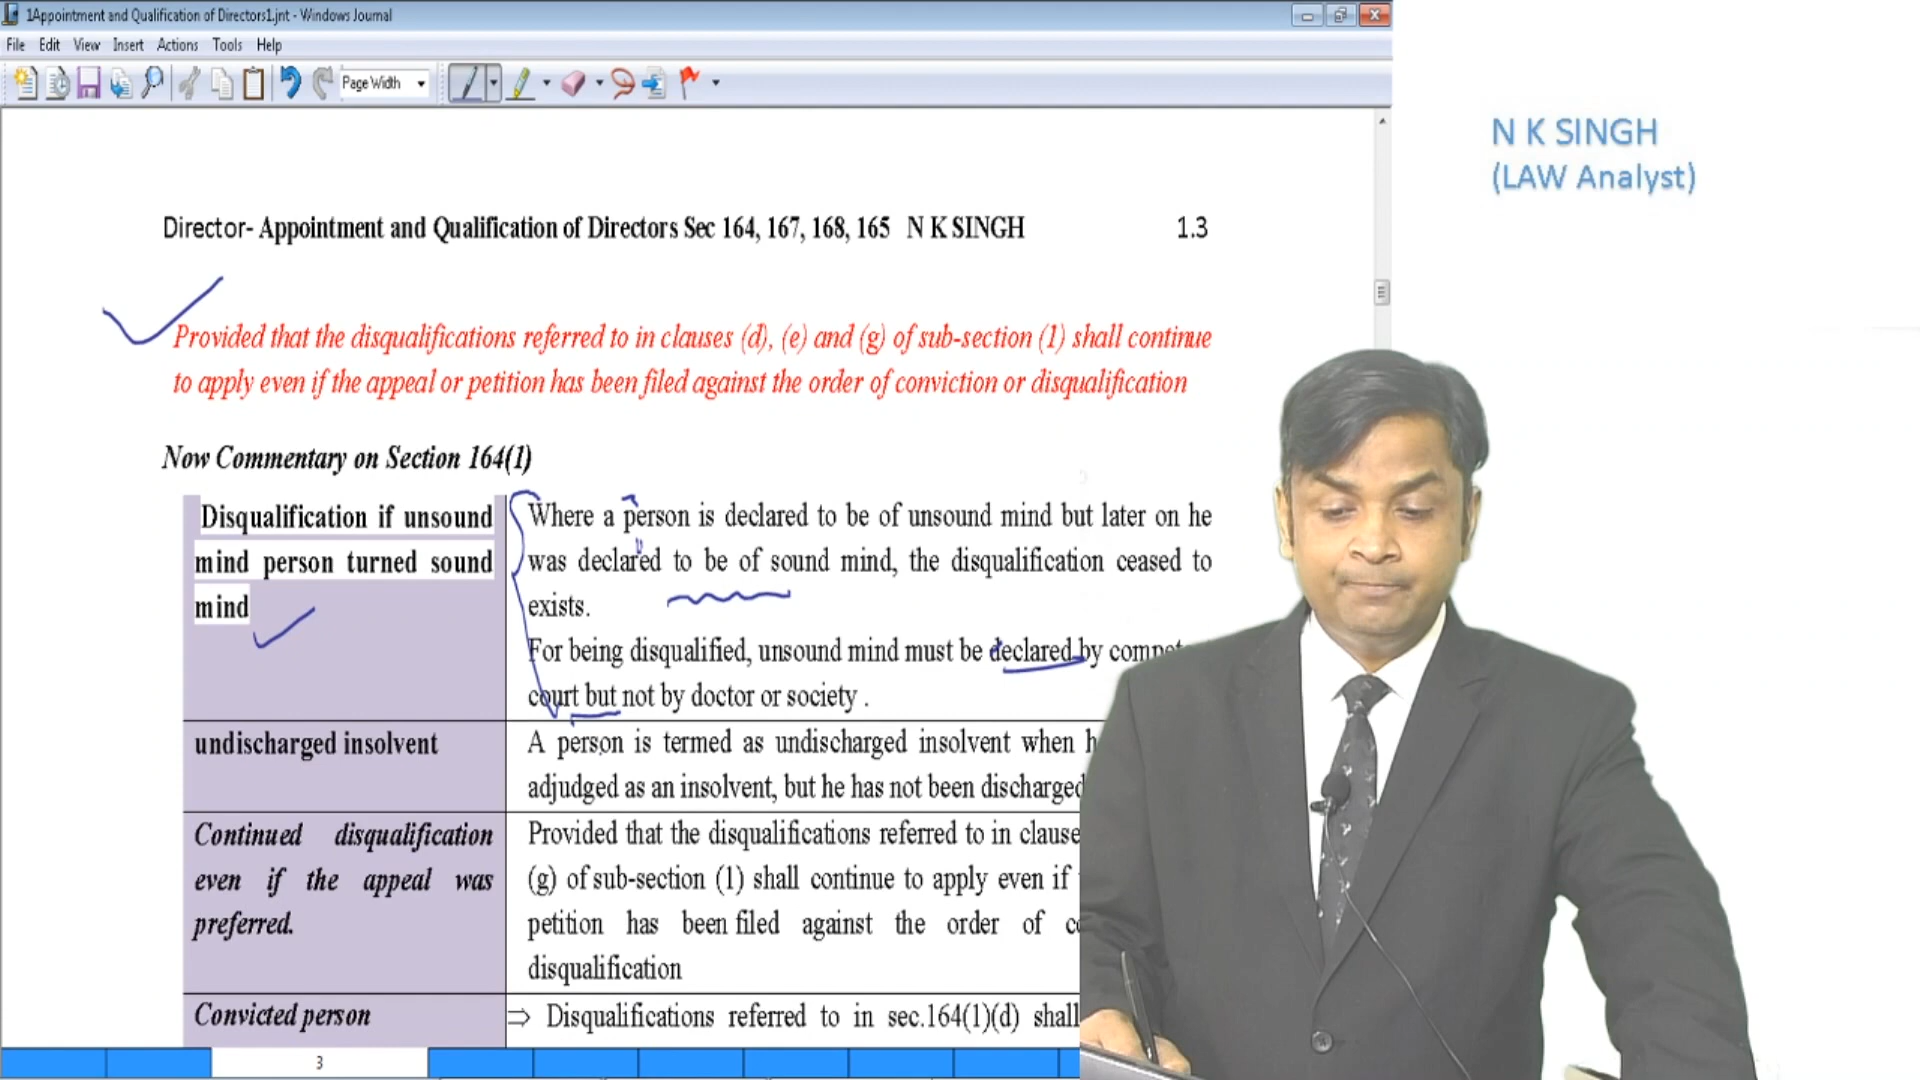 1Appointment and Qualification of Directors1.jnt - Windows Journal
File Edit View Insert Actions Tools Help
Page Width
N K SINGH
(LAW Analyst)
Director- Appointment and Qualification of Directors Sec 164, 167, 168, 165 N K SINGH 1.3
Provided that the disqualifications referred to in clauses (d), (e) and (g) of sub-section (1) shall continue
to apply even if the appeal or petition has been filed against the order of conviction or disqualification
Now Commentary on Section 164(1)
Disqualification if unsound
mind person turned sound
mind
Where a person is declared to be of unsound mind but later on he
was declared to be of sound mind, the disqualification ceased to
exists.
For being disqualified, unsound mind must be declared by
court but not by doctor or society .
undischarged insolvent
A person is termed as undischarged insolvent when
adjudged as an insolvent, but he has not been discharged
Continued disqualification
even if the appeal was
preferred.
Provided that the disqualifications referred to in
(g) of sub-section (1) shall continue to apply even if
petition has been filed against the order of
disqualification
Convicted person
⇒ Disqualifications referred to in sec.164(1)(d) shall
3